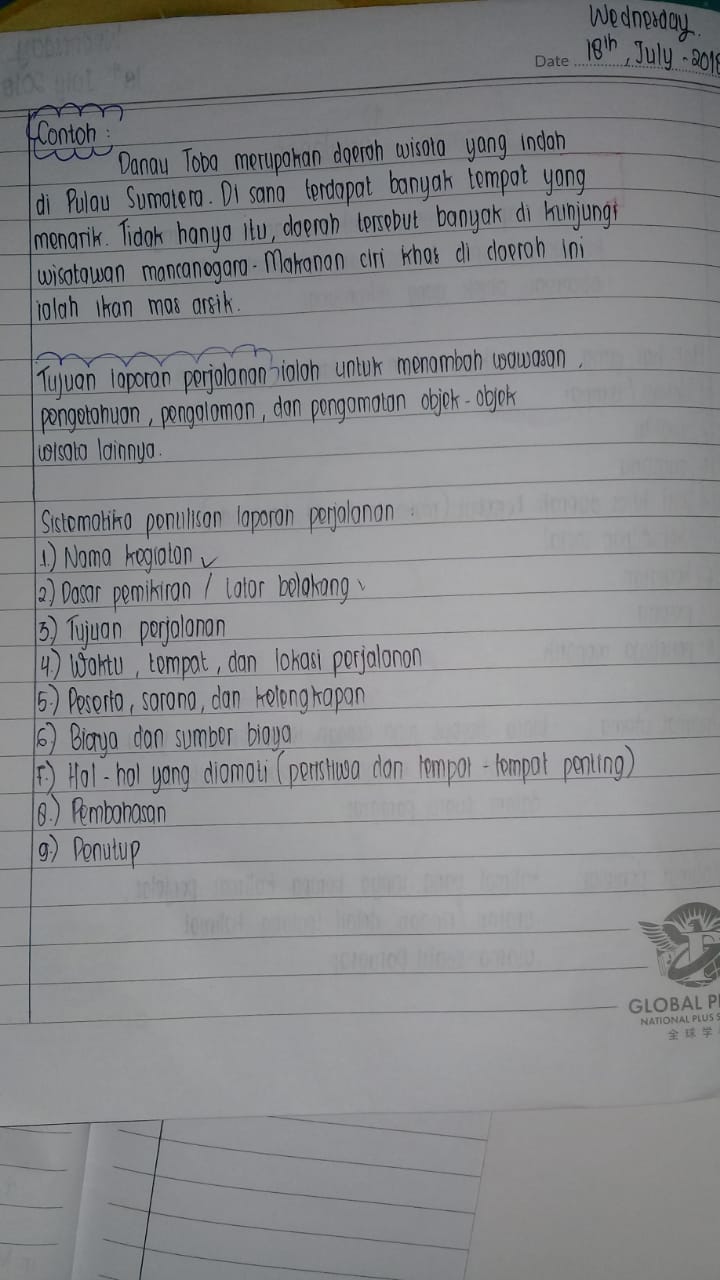 Wednesday.
Date 18th, July - 2018
Contoh :
Danau Toba merupakan daerah wisata yang indah
di Pulau Sumatera. Di sana terdapat banyak tempat yang
menarik. Tidak hanya itu, daerah tersebut banyak di kunjungi
wisatawan mancanegara. Makanan ciri khas di daerah ini
ialah ikan mas arsik.
Tujuan laporan perjalanan ialah untuk menambah wawasan,
pengetahuan, pengalaman, dan pengamatan objek-objek
wisata lainnya.
Sistematika penulisan laporan perjalanan :
1.) Nama kegiatan ✓
2.) Dasar pemikiran / latar belakang ✓
3.) Tujuan perjalanan
4.) Waktu, tempat, dan lokasi perjalanan
5.) Peserta, sarana, dan kelengkapan
6.) Biaya dan sumber biaya
7.) Hal-hal yang diamati (peristiwa dan tempat-tempat penting)
8.) Pembahasan
9.) Penutup
GLOBAL
NATIONAL PLUS
全球学